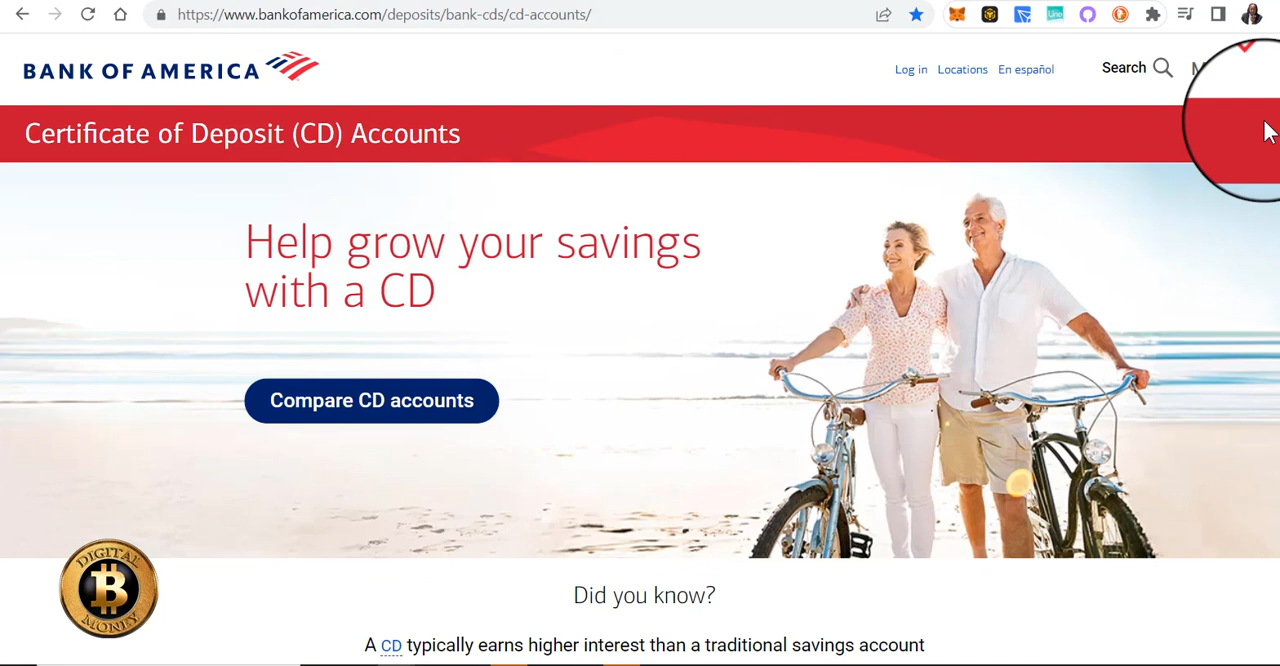 https://www.bankofamerica.com/deposits/bank-cds/cd-accounts/
BANK OF AMERICA
Log in Locations En español Search M
Certificate of Deposit (CD) Accounts
Help grow your savings
with a CD
Compare CD accounts
DIGITAL
MONEY
Did you know?
A CD typically earns higher interest than a traditional savings account